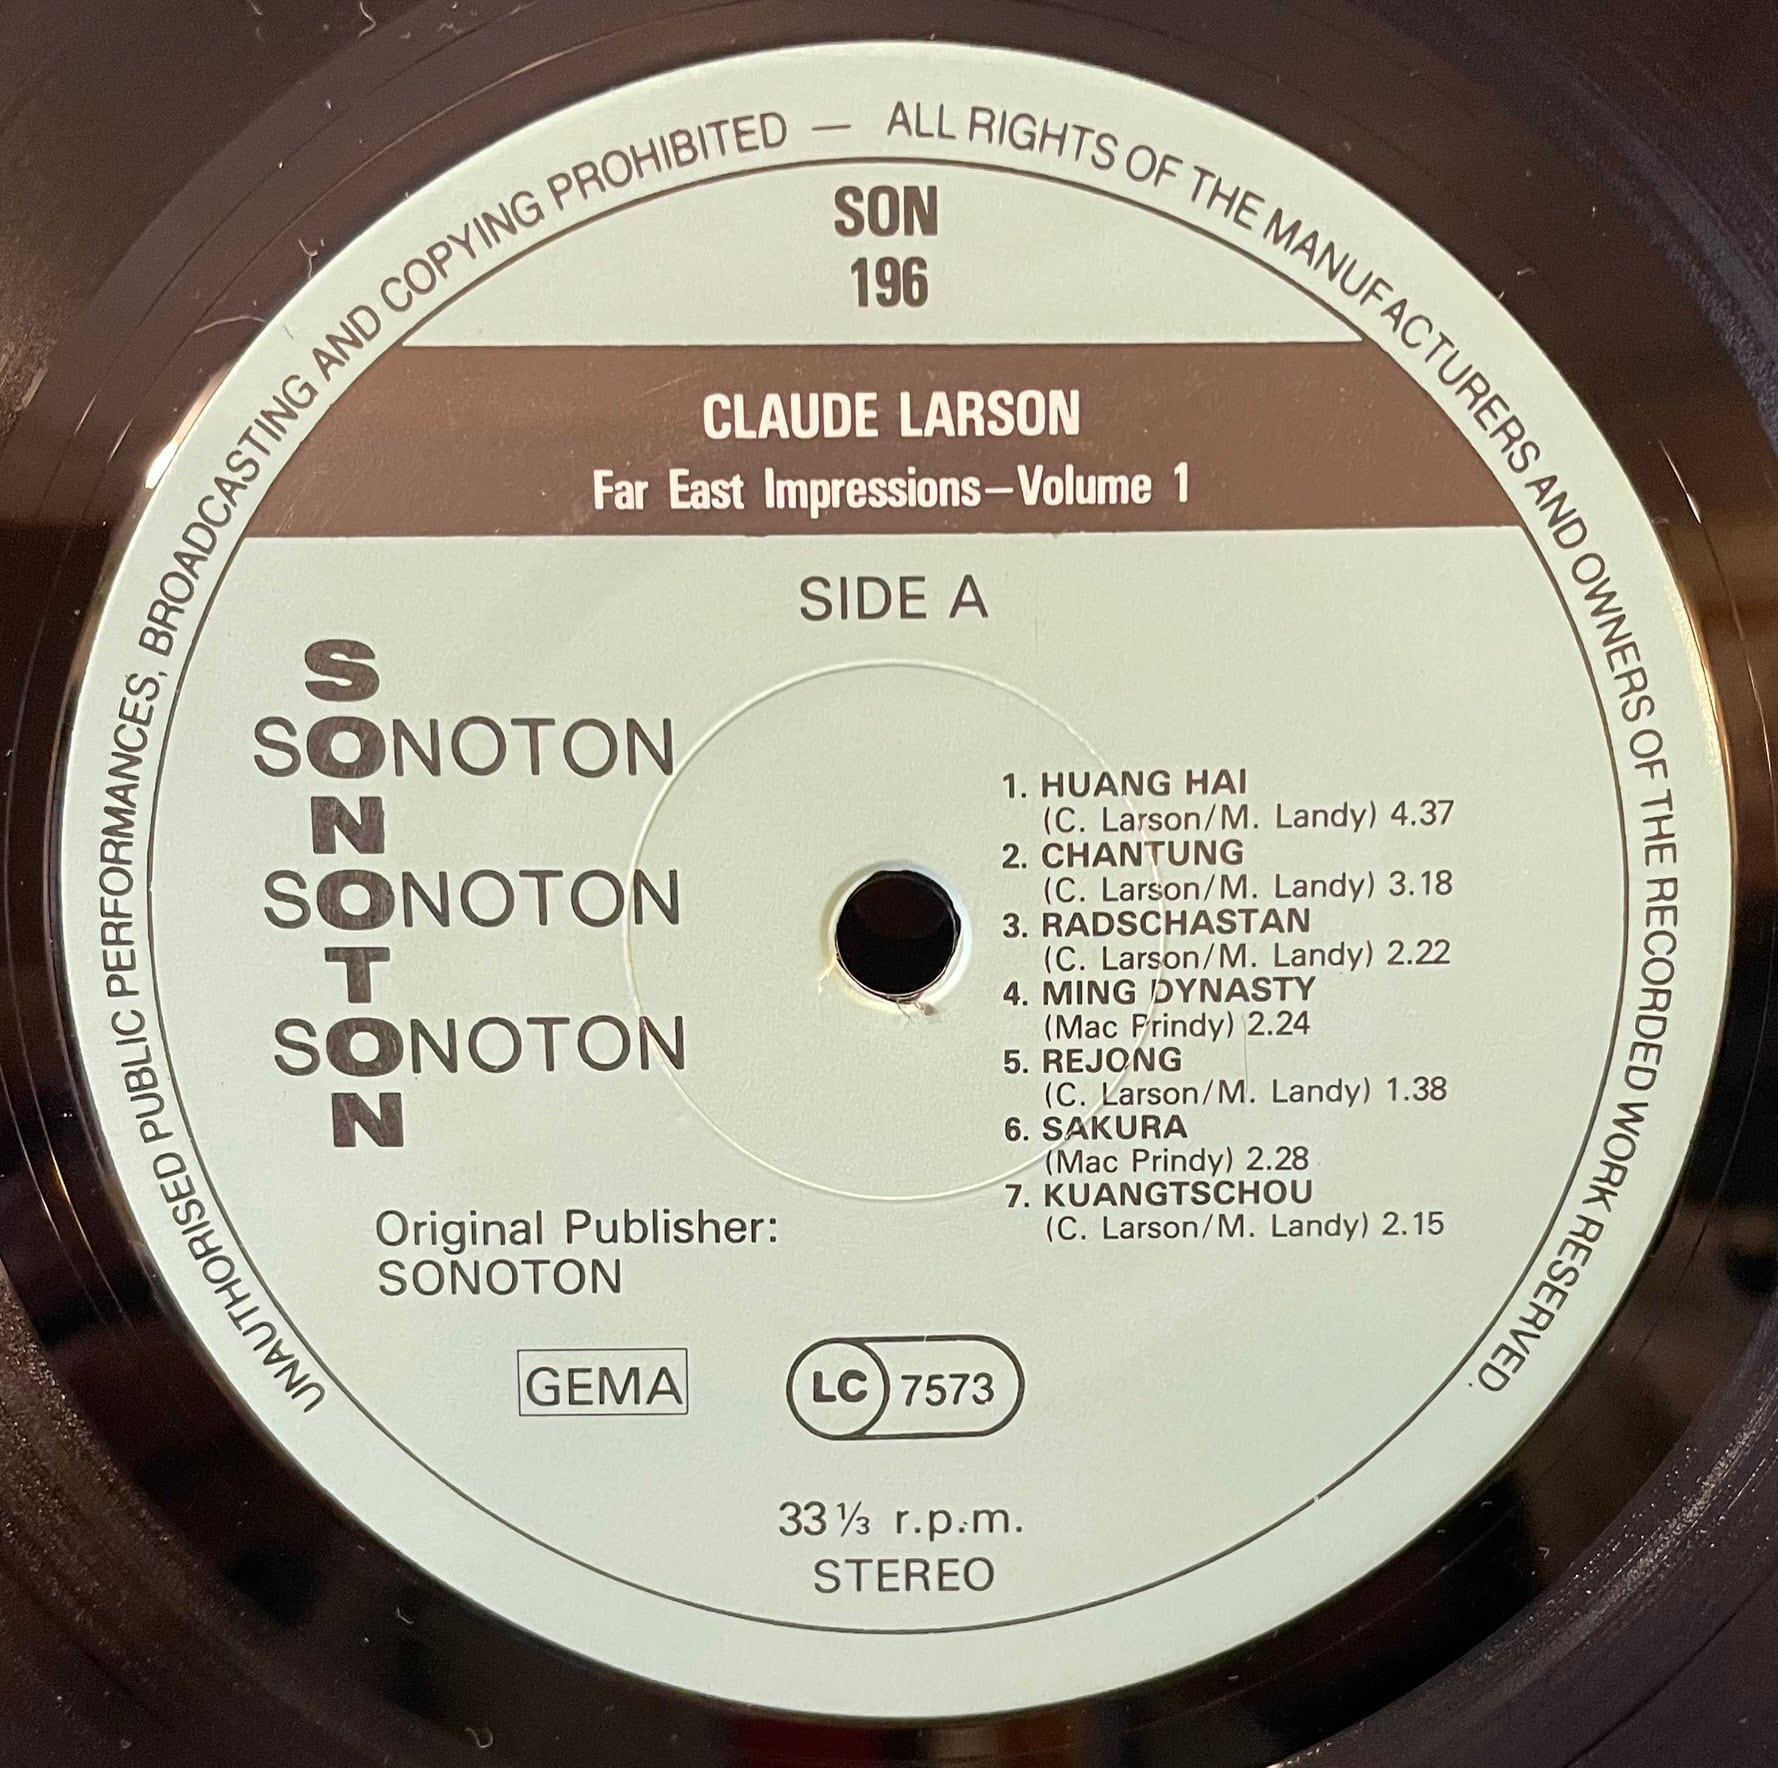 UNAUTHORISED PUBLIC PERFORMANCES, BROADCASTING AND COPYING PROHIBITED — ALL RIGHTS OF THE MANUFACTURERS AND OWNERS OF THE RECORDED WORK RESERVED.
SON
196
CLAUDE LARSON
Far East Impressions–Volume 1
SIDE A
SONOTON
SONOTON
SONOTON
SONOTON
1. HUANG HAI
(C. Larson/M. Landy) 4.37
2. CHANTUNG
(C. Larson/M. Landy) 3.18
3. RADSCHASTAN
(C. Larson/M. Landy) 2.22
4. MING DYNASTY
(Mac Prindy) 2.24
5. REJONG
(C. Larson/M. Landy) 1.38
6. SAKURA
(Mac Prindy) 2.28
7. KUANGTSCHOU
(C. Larson/M. Landy) 2.15
Original Publisher:
SONOTON
GEMA
LC 7573
33 ⅓ r.p.m.
STEREO